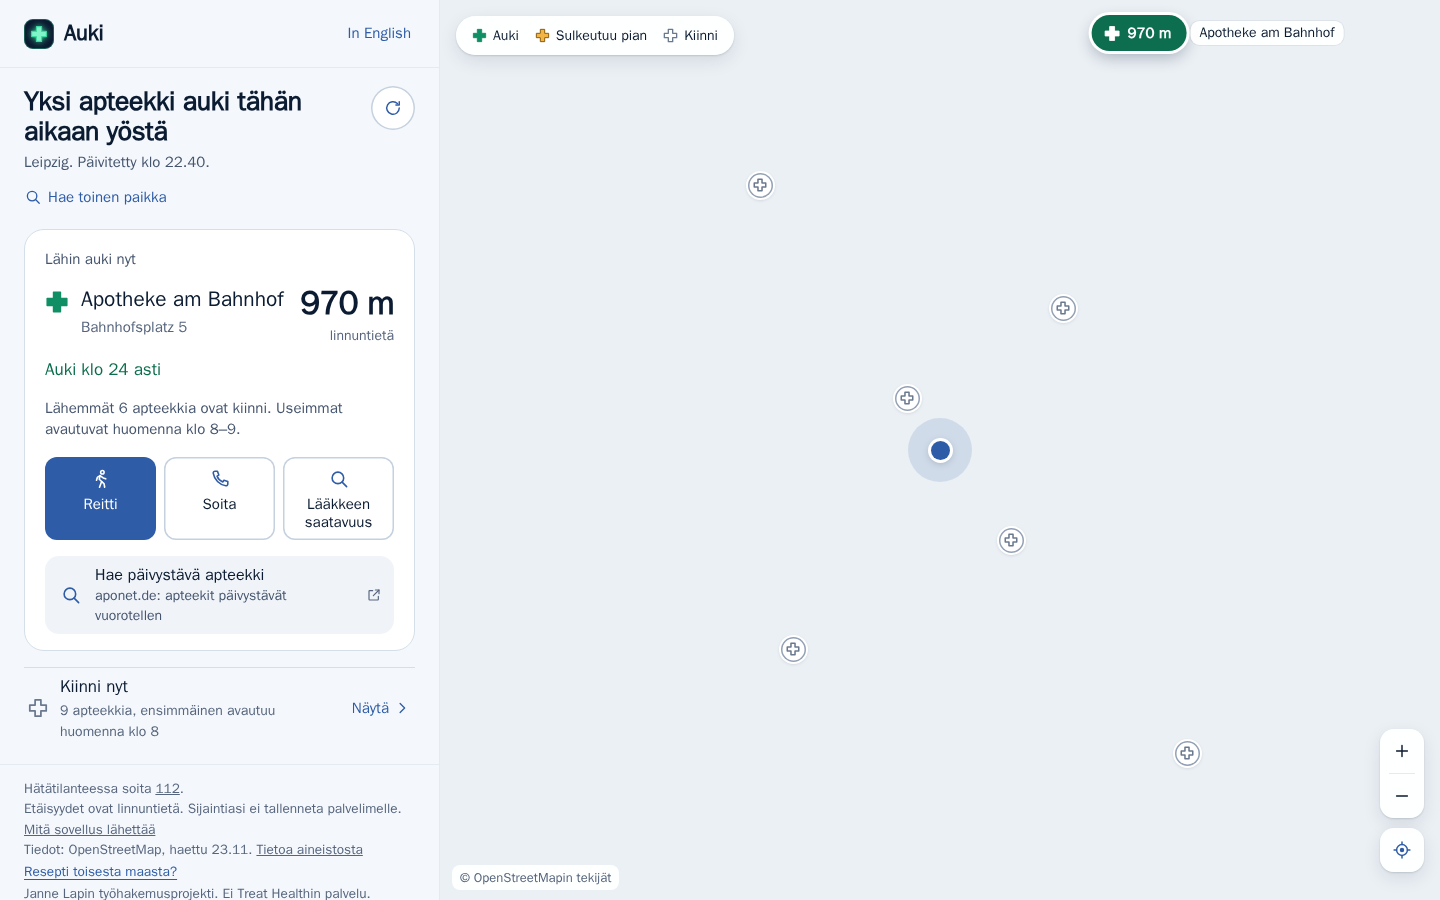 Auki
In English
Yksi apteekki auki tähän
aikaan yöstä
Leipzig. Päivitetty klo 22.40.
Hae toinen paikka
Lähin auki nyt
Apotheke am Bahnhof
970 m
Bahnhofsplatz 5
linnuntietä
Auki klo 24 asti
Lähemmät 6 apteekkia ovat kiinni. Useimmat
avautuvat huomenna klo 8–9.
Reitti
Soita
Lääkkeen
saatavuus
Hae päivystävä apteekki
aponet.de: apteekit päivystävät
vuorotellen
Kiinni nyt
9 apteekkia, ensimmäinen avautuu
huomenna klo 8
Näytä
Hätätilanteessa soita 112.
Etäisyydet ovat linnuntietä. Sijaintiasi ei tallenneta palvelimelle.
Mitä sovellus lähettää
Tiedot: OpenStreetMap, haettu 23.11. Tietoa aineistosta
Resepti toisesta maasta?
Janne Lapin työhakemusprojekti. Ei Treat Healthin palvelu.
Auki
Sulkeutuu pian
Kiinni
970 m
Apotheke am Bahnhof
© OpenStreetMapin tekijät